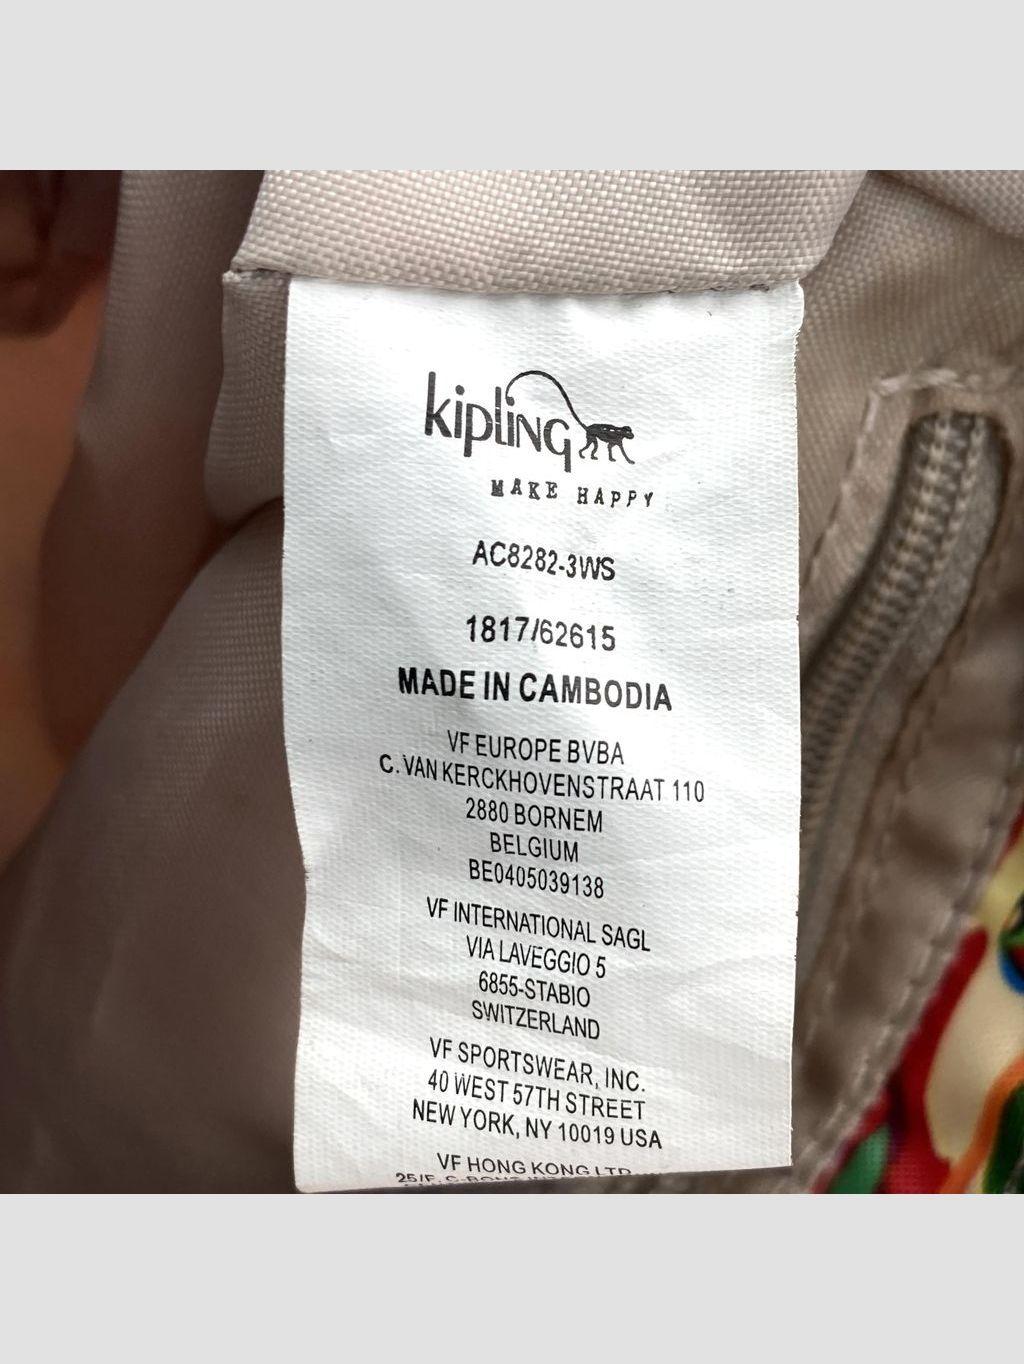 kipling
MAKE HAPPY
AC8282-3WS
1817/62615
MADE IN CAMBODIA
VF EUROPE BVBA
C. VAN KERCKHOVENSTRAAT 110
2880 BORNEM
BELGIUM
BE0405039138
VF INTERNATIONAL SAGL
VIA LAVEGGIO 5
6855-STABIO
SWITZERLAND
VF SPORTSWEAR, INC.
40 WEST 57TH STREET
NEW YORK, NY 10019 USA
VF HONG KONG LTD
25/F,